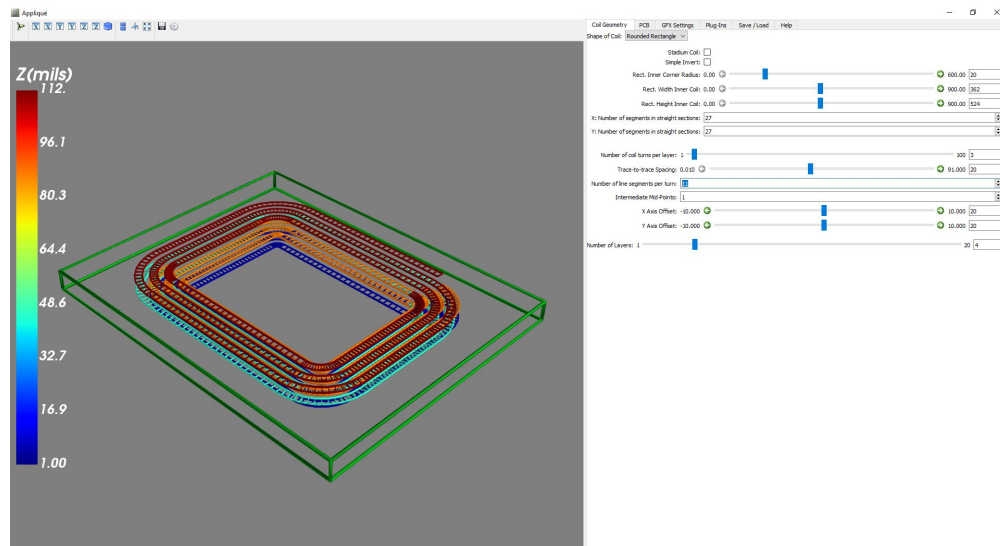 Appliqué
Coil Geometry PCB GFX Settings Plug-Ins Save / Load Help
Shape of Coil: Rounded Rectangle
Stadium Coil:
Simple Invert:
Rect. Inner Corner Radius: 0.00 600.00 20
Rect. Width Inner Coil: 0.00 900.00 362
Rect. Height Inner Coil: 0.00 900.00 524
X: Number of segments in straight sections: 27
Y: Number of segments in straight sections: 27
Number of coil turns per layer: 1 100 3
Trace-to-trace Spacing: 0.010 91.000 20
Number of line segments per turn: 11
Intermediate Mid-Points: 1
X Axis Offset: -10.000 10.000 20
Y Axis Offset: -10.000 10.000 20
Number of Layers: 1 20 4
Z(mils)
112.
96.1
80.3
64.4
48.6
32.7
16.9
1.00